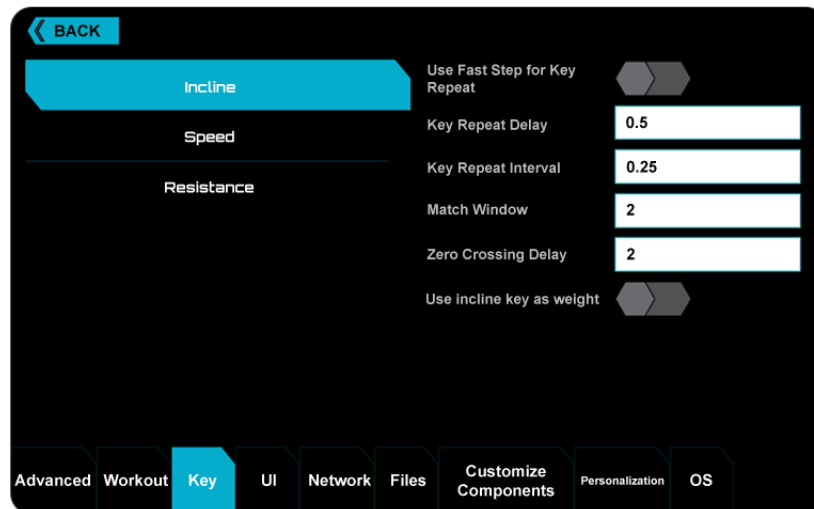 BACK
Incline
Speed
Resistance
Use Fast Step for Key
Repeat
Key Repeat Delay
0.5
Key Repeat Interval
0.25
Match Window
2
Zero Crossing Delay
2
Use incline key as weight
Advanced
Workout
Key
UI
Network
Files
Customize
Components
Personalization
OS